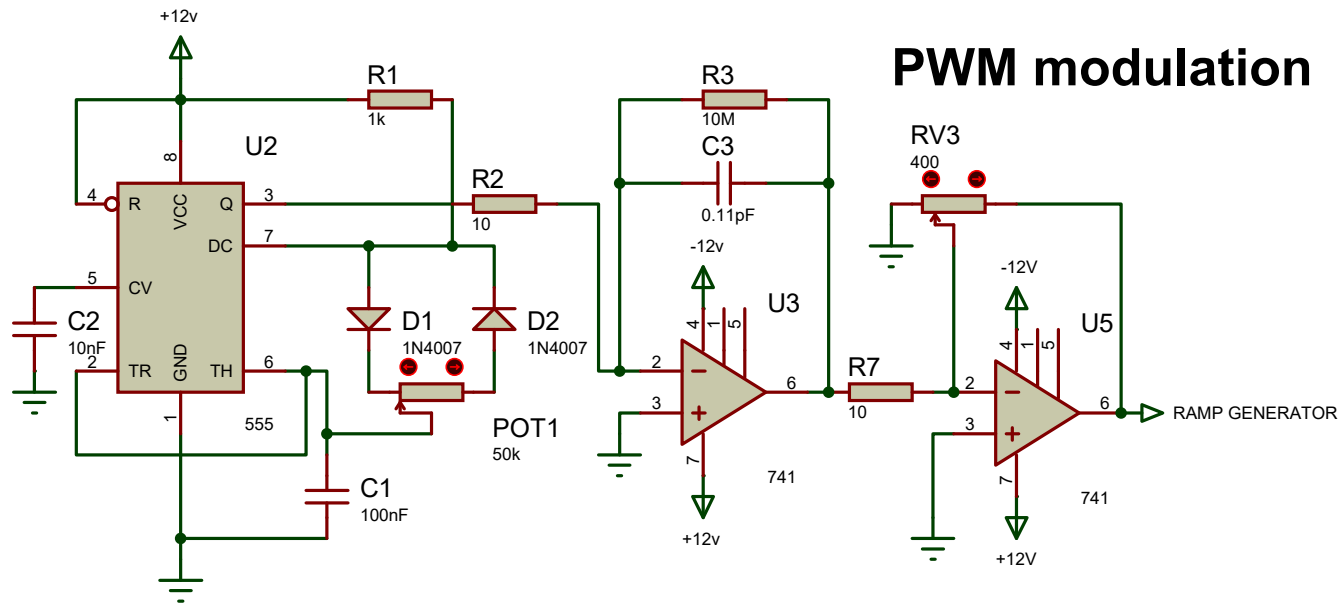 PWM modulation
+12v
R1
1k
U2
8
4
R
VCC
Q
3
DC
7
5
CV
C2
10nF
2
TR
GND
TH
6
1
555
R2
10
D1
1N4007
D2
1N4007
POT1
50k
C1
100nF
R3
10M
C3
0.11pF
-12v
U3
4
1
5
2
3
6
7
741
+12v
R7
10
RV3
400
-12V
U5
4
1
5
2
3
6
7
741
+12V
RAMP GENERATOR